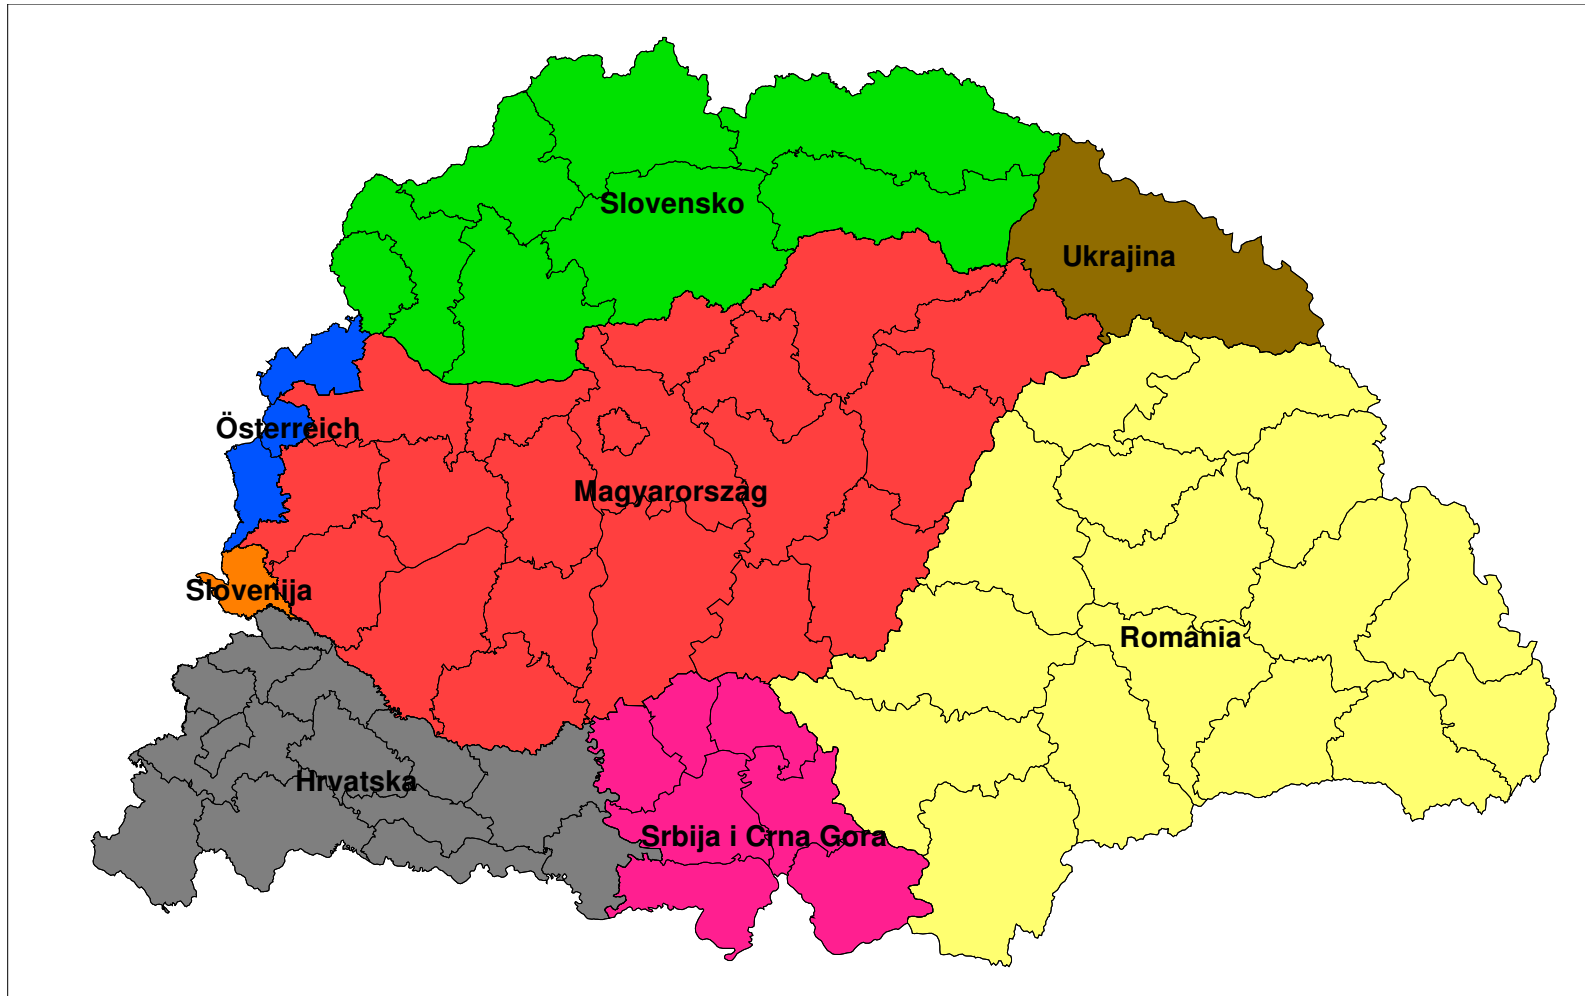 Slovensko
Ukrajina
Österreich
Magyarország
Slovenija
România
Hrvatska
Srbija i Crna Gora